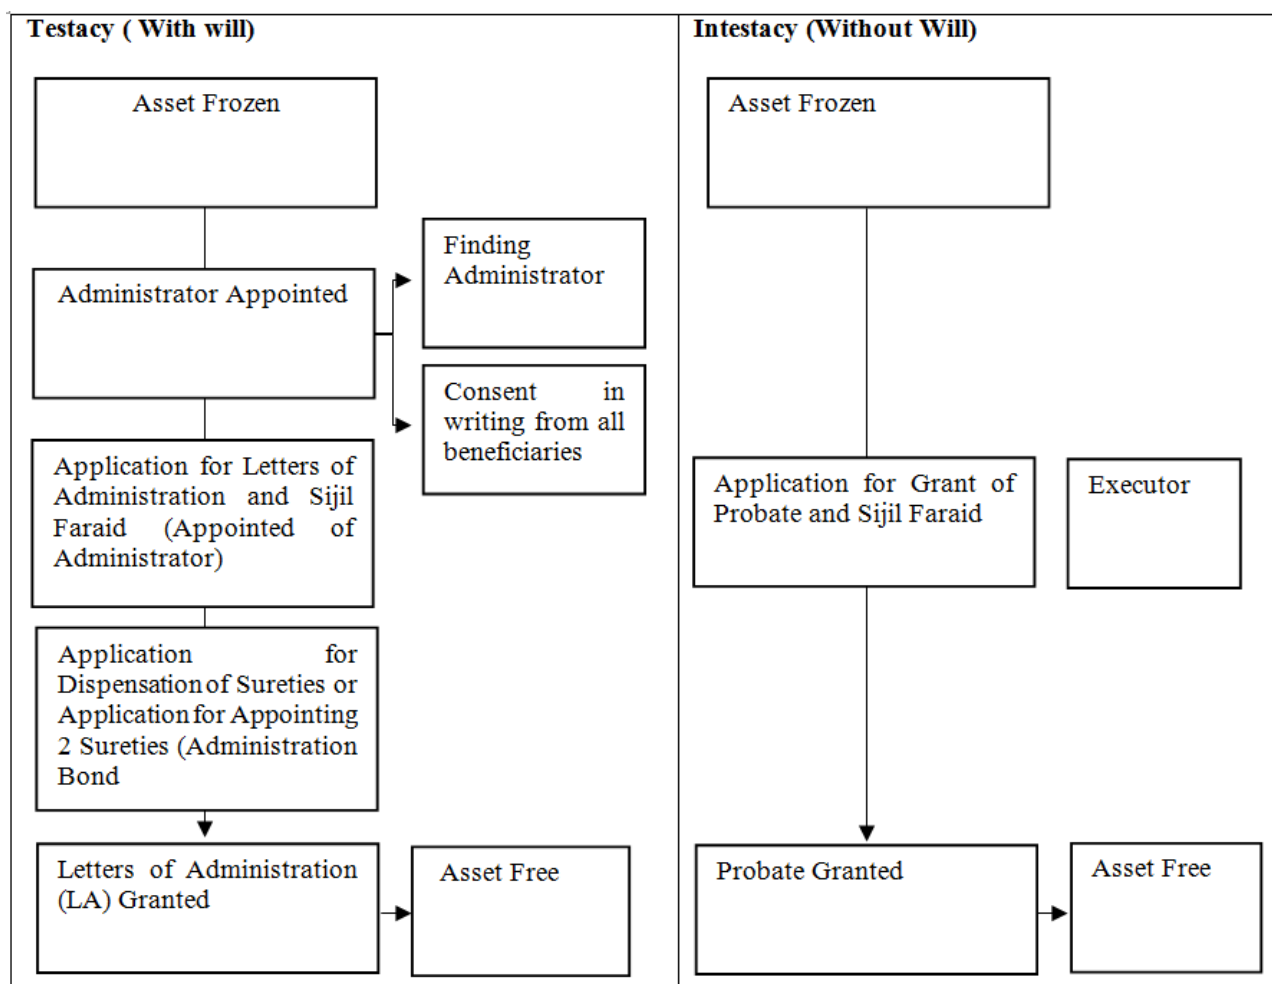 Testacy ( With will)
Asset Frozen
Administrator Appointed
Finding
Administrator
Consent in
writing from all
beneficiaries
Application for Letters of
Administration and Sijil
Faraid (Appointed of
Administrator)
Application for
Dispensation of Sureties or
Application for Appointing
2 Sureties (Administration
Bond
Letters of Administration
(LA) Granted
Asset Free
Intestacy (Without Will)
Asset Frozen
Application for Grant of
Probate and Sijil Faraid
Executor
Probate Granted
Asset Free